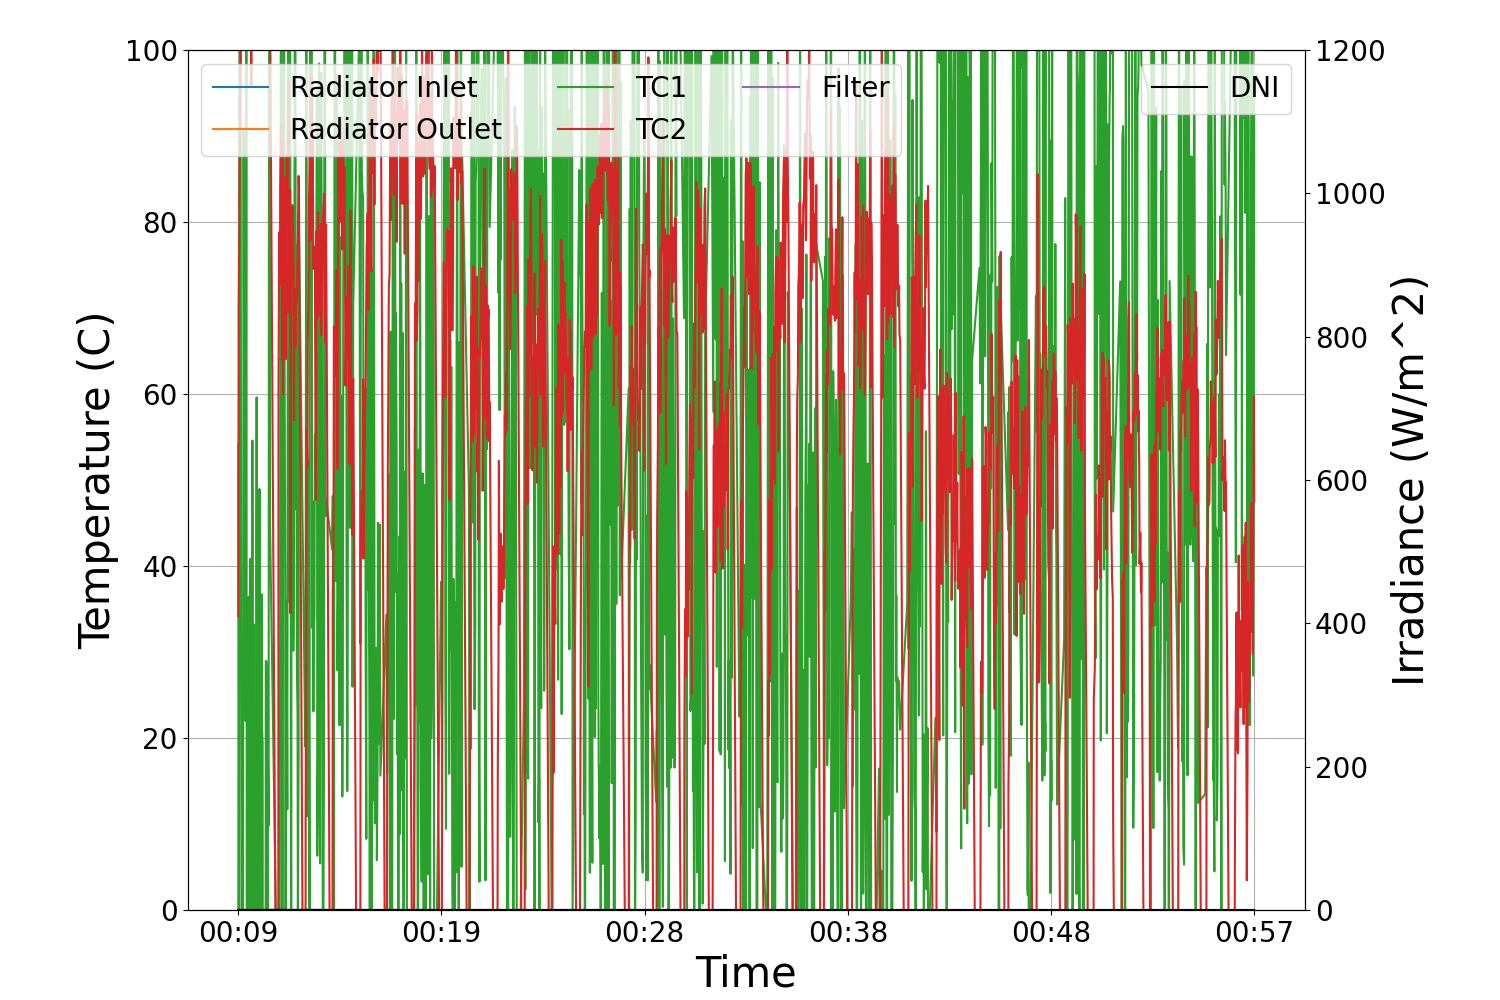 Radiator Inlet
Radiator Outlet
TC1
TC2
Filter
DNI
100
80
60
40
20
0
Temperature (C)
1200
1000
800
600
400
200
0
Irradiance (W/m^2)
00:09
00:19
00:28
00:38
00:48
00:57
Time